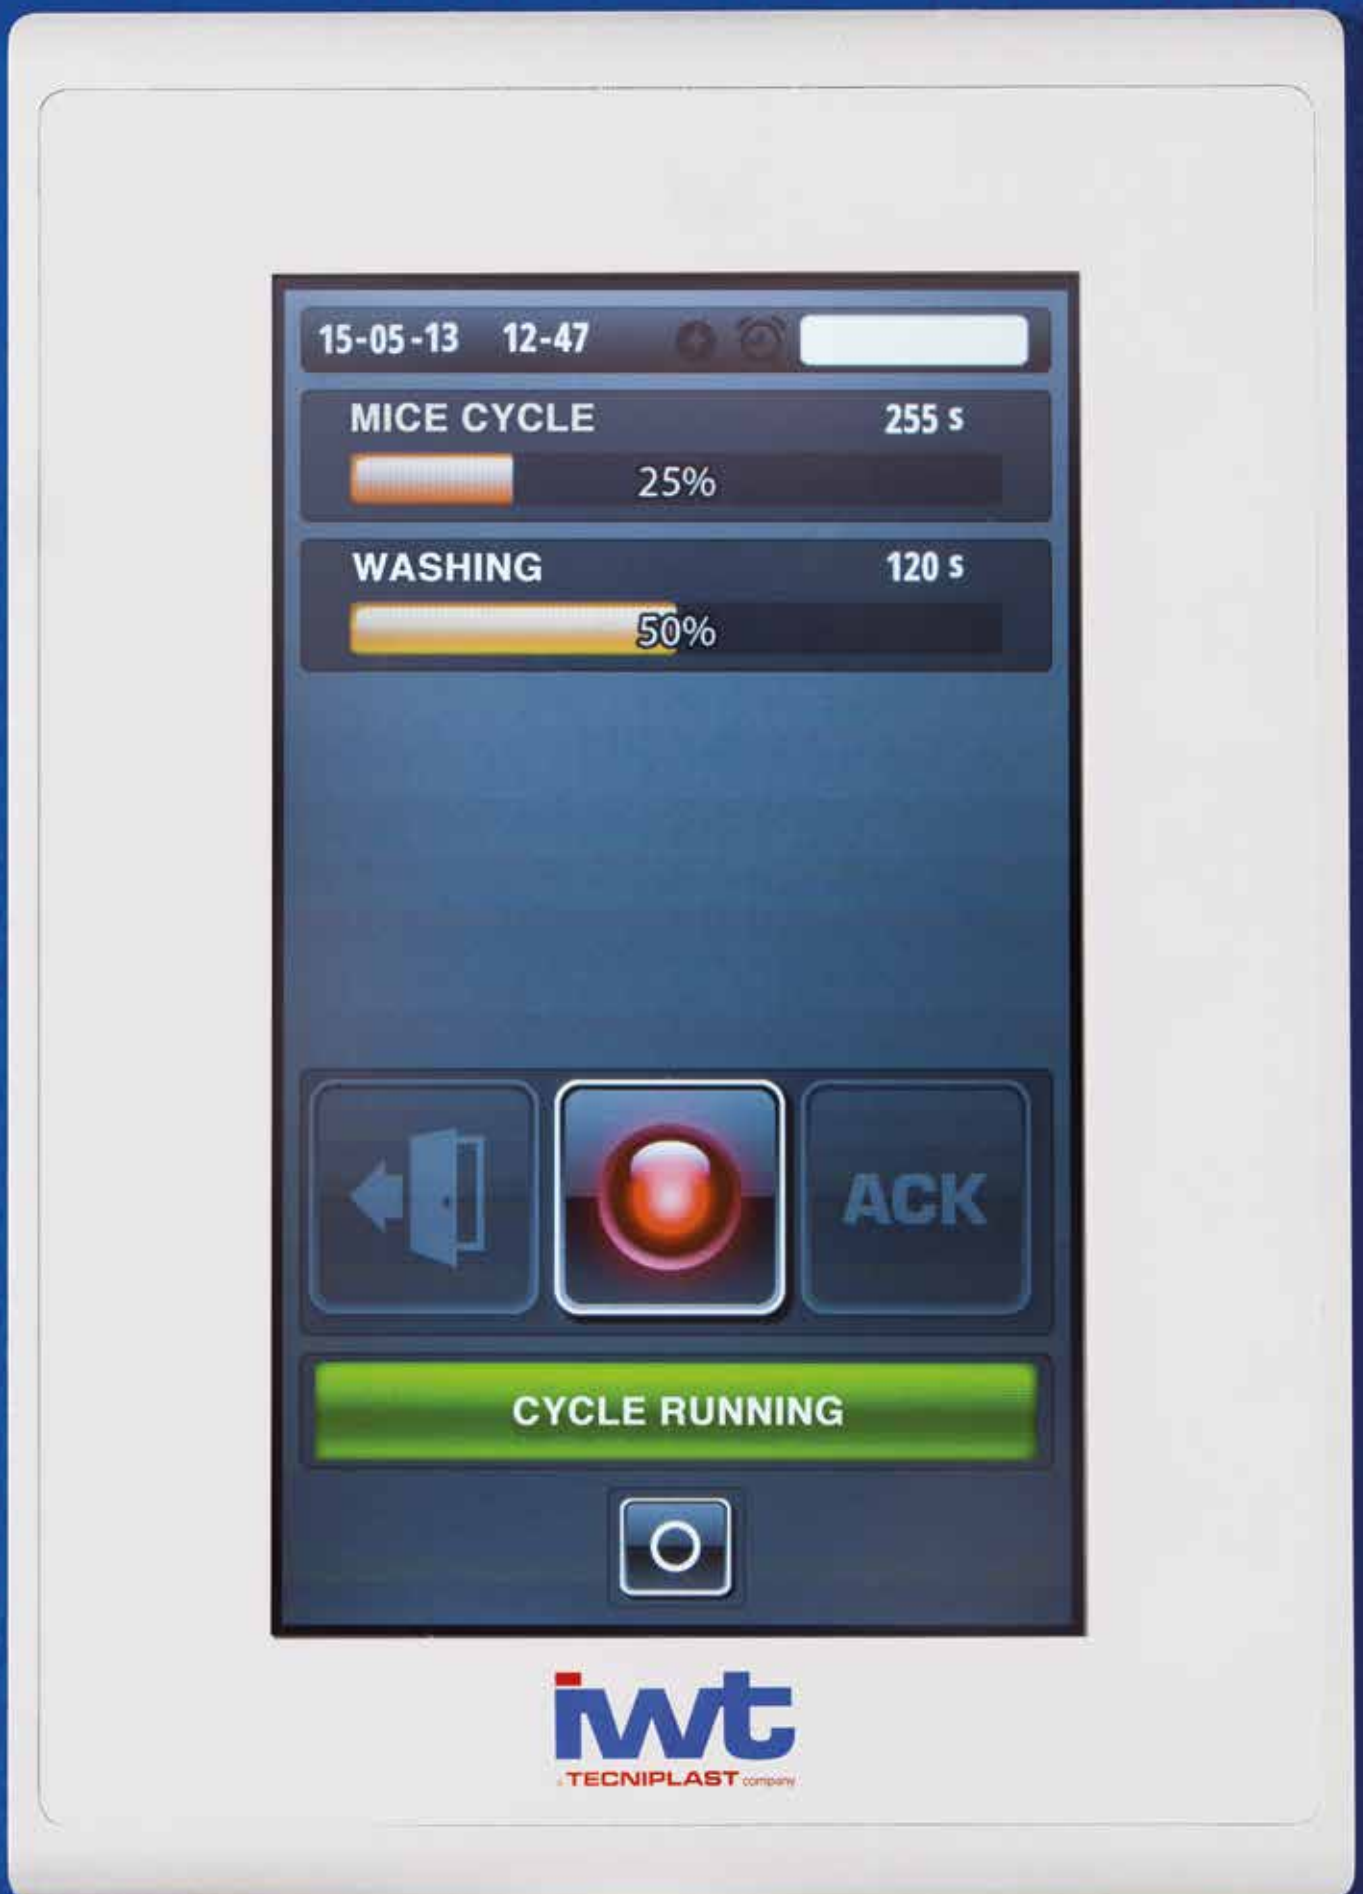 15-05-13 12-47
MICE CYCLE 255 s
25%
WASHING 120 s
50%
ACK
CYCLE RUNNING
iwt
a TECNIPLAST company